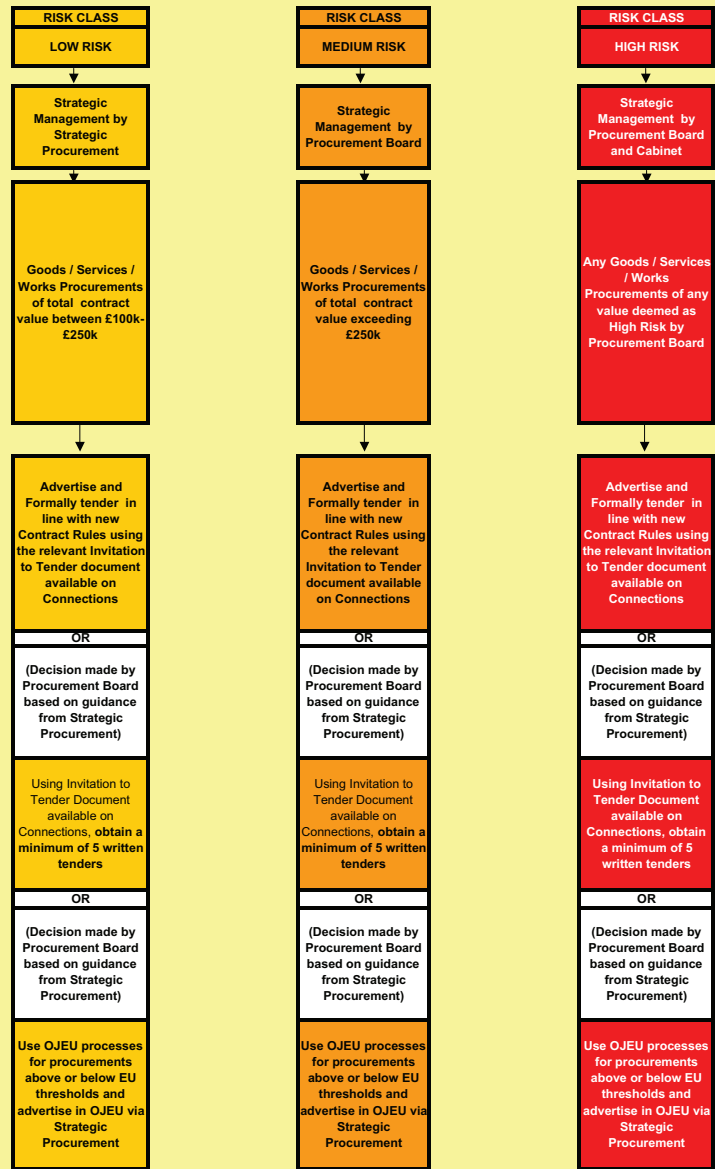 RISK CLASS
LOW RISK
Strategic
Management by
Strategic
Procurement
Goods / Services /
Works Procurements
of total contract
value between £100k-
£250k
Advertise and
Formally tender in
line with new
Contract Rules using
the relevant Invitation
to Tender document
available on
Connections
OR
(Decision made by
Procurement Board
based on guidance
from Strategic
Procurement)
Using Invitation to
Tender Document
available on
Connections, obtain a
minimum of 5 written
tenders
OR
(Decision made by
Procurement Board
based on guidance
from Strategic
Procurement)
Use OJEU processes
for procurements
above or below EU
thresholds and
advertise in OJEU via
Strategic
Procurement
RISK CLASS
MEDIUM RISK
Strategic
Management by
Procurement Board
Goods / Services /
Works Procurements
of total contract
value exceeding
£250k
Advertise and
Formally tender in
line with new
Contract Rules using
the relevant
Invitation to Tender
document available
on Connections
OR
(Decision made by
Procurement Board
based on guidance
from Strategic
Procurement)
Using Invitation to
Tender Document
available on
Connections, obtain a
minimum of 5 written
tenders
OR
(Decision made by
Procurement Board
based on guidance
from Strategic
Procurement)
Use OJEU processes
for procurements
above or below EU
thresholds and
advertise in OJEU via
Strategic
Procurement
RISK CLASS
HIGH RISK
Strategic
Management by
Procurement Board
and Cabinet
Any Goods / Services
/ Works
Procurements of any
value deemed as
High Risk by
Procurement Board
Advertise and
Formally tender in
line with new
Contract Rules using
the relevant Invitation
to Tender document
available on
Connections
OR
(Decision made by
Procurement Board
based on guidance
from Strategic
Procurement)
Using Invitation to
Tender Document
available on
Connections, obtain
a minimum of 5
written tenders
OR
(Decision made by
Procurement Board
based on guidance
from Strategic
Procurement)
Use OJEU processes
for procurements
above or below EU
thresholds and
advertise in OJEU via
Strategic
Procurement